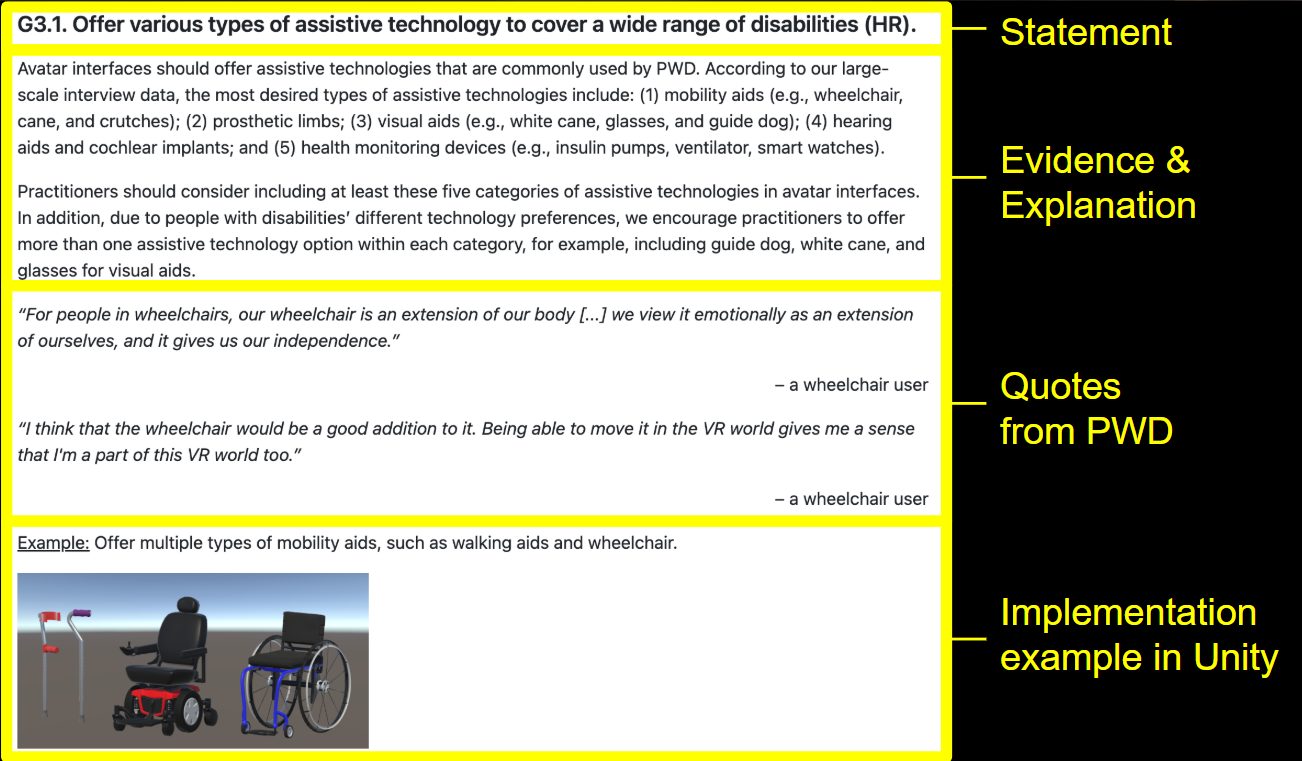 G3.1. Offer various types of assistive technology to cover a wide range of disabilities (HR).
Statement
Avatar interfaces should offer assistive technologies that are commonly used by PWD. According to our large-
scale interview data, the most desired types of assistive technologies include: (1) mobility aids (e.g., wheelchair,
cane, and crutches); (2) prosthetic limbs; (3) visual aids (e.g., white cane, glasses, and guide dog); (4) hearing
aids and cochlear implants; and (5) health monitoring devices (e.g., insulin pumps, ventilator, smart watches).
Practitioners should consider including at least these five categories of assistive technologies in avatar interfaces.
In addition, due to people with disabilities’ different technology preferences, we encourage practitioners to offer
more than one assistive technology option within each category, for example, including guide dog, white cane, and
glasses for visual aids.
Evidence &
Explanation
“For people in wheelchairs, our wheelchair is an extension of our body [...] we view it emotionally as an extension
of ourselves, and it gives us our independence.”
– a wheelchair user
“I think that the wheelchair would be a good addition to it. Being able to move it in the VR world gives me a sense
that I'm a part of this VR world too.”
– a wheelchair user
Quotes
from PWD
Example: Offer multiple types of mobility aids, such as walking aids and wheelchair.
Implementation
example in Unity